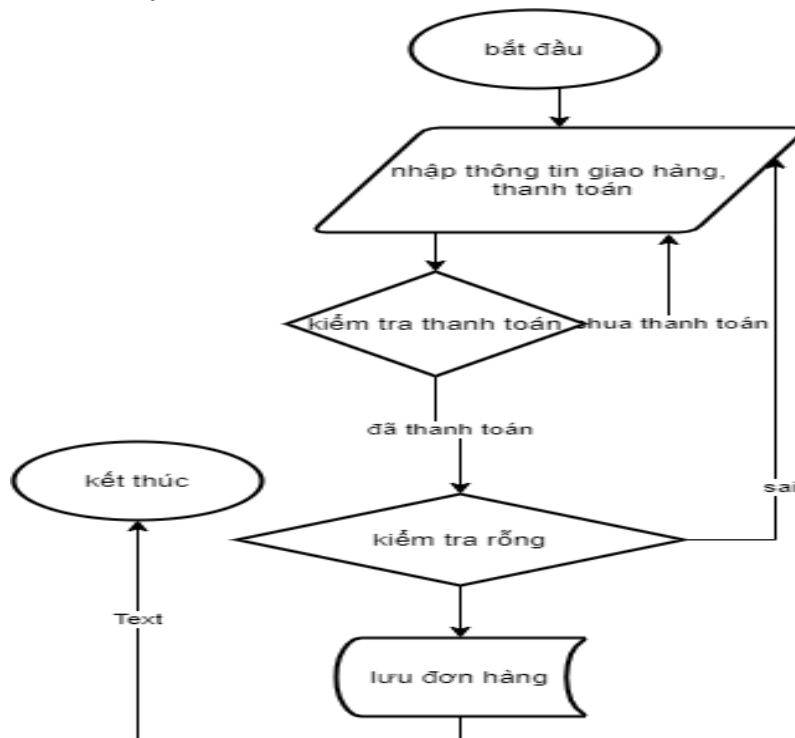 bắt đầu
nhập thông tin giao hàng,
thanh toán
kiểm tra thanh toán
chua thanh toán
đã thanh toán
kết thúc
sai
kiểm tra rỗng
Text
lưu đơn hàng